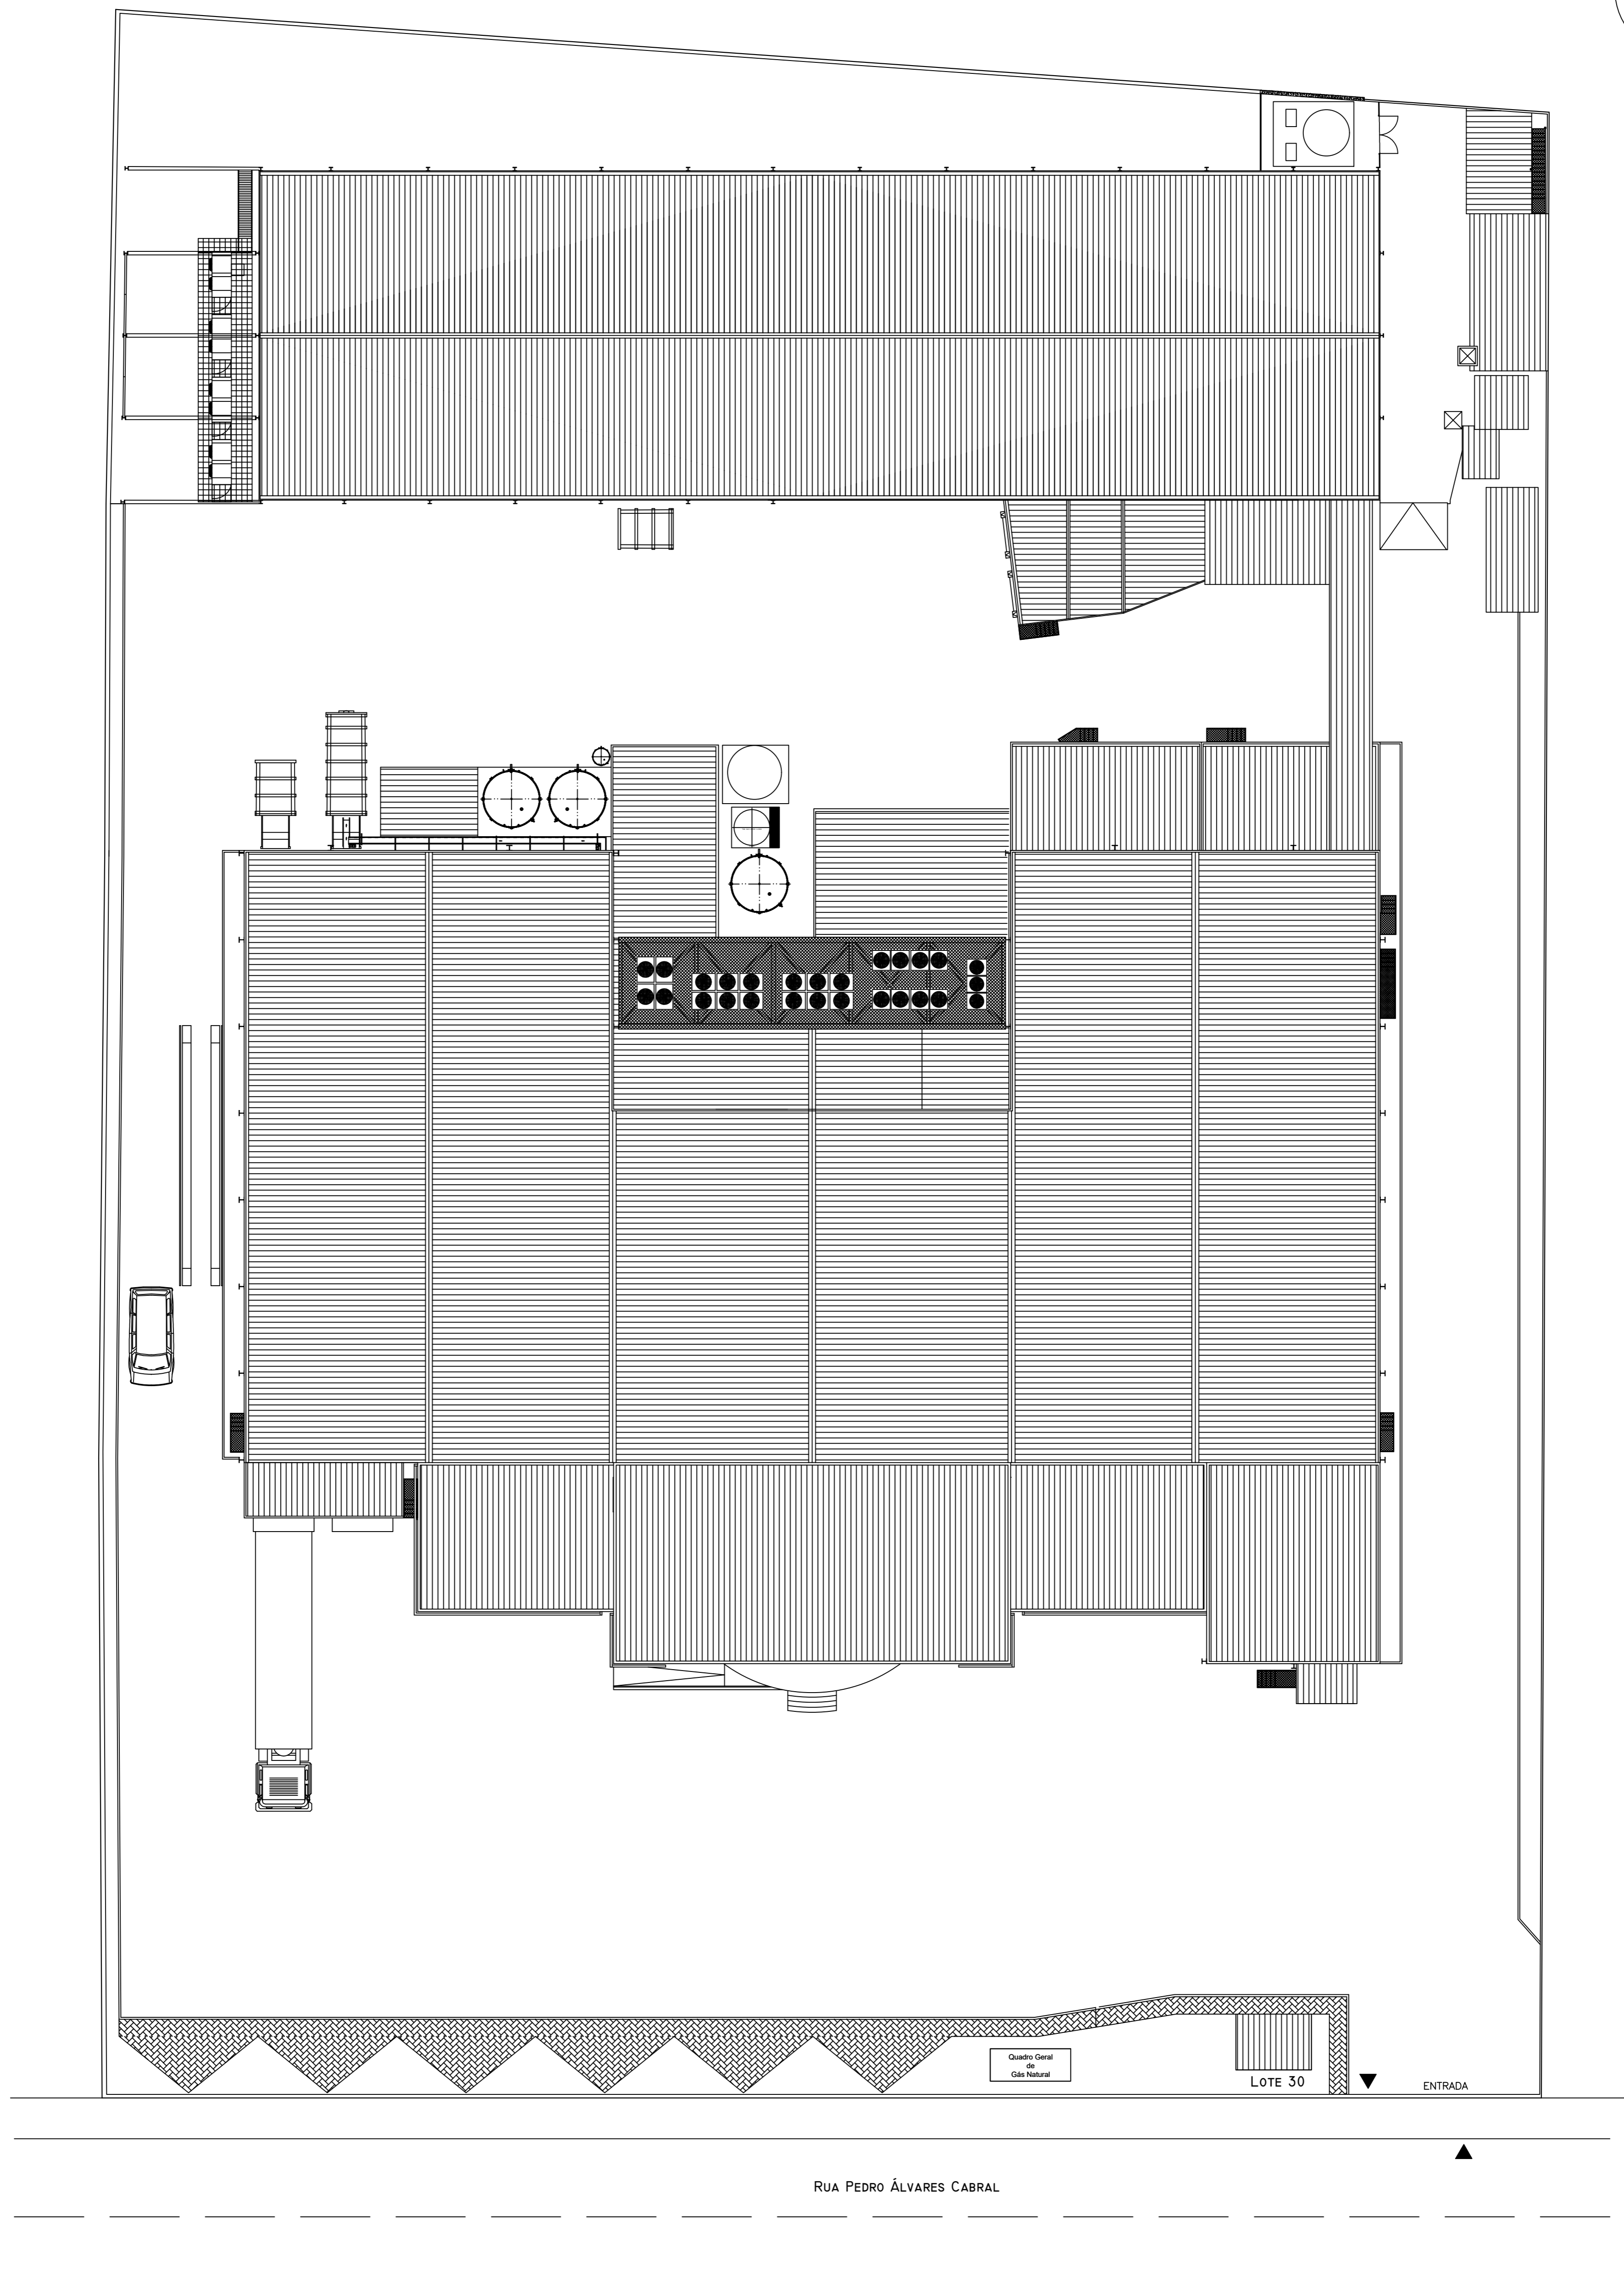 Quadro Geral
de
Gás Natural
LOTE 30
ENTRADA
RUA PEDRO ÁLVARES CABRAL